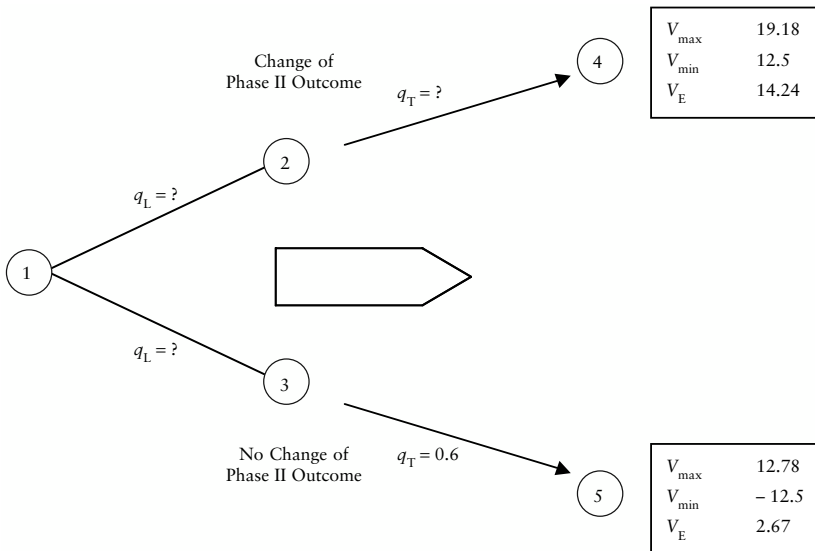 Change of
Phase II Outcome
q_T = ?
4
V_max 19.18
V_min 12.5
V_E 14.24
2
q_L = ?
1
q_L = ?
3
No Change of
Phase II Outcome
q_T = 0.6
5
V_max 12.78
V_min – 12.5
V_E 2.67